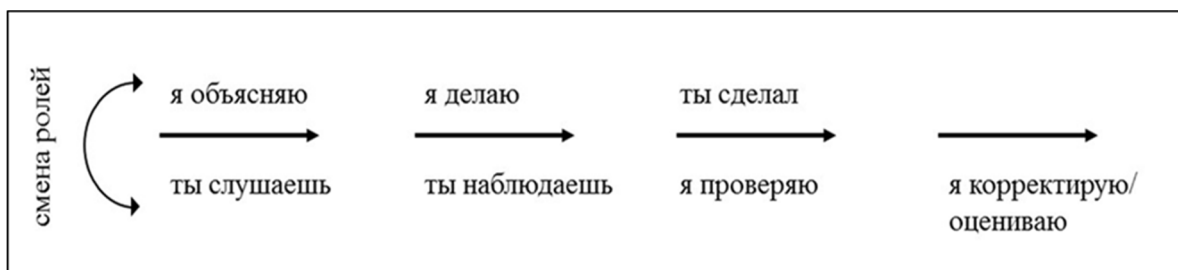 смена ролей
я объясняю
ты слушаешь
я делаю
ты наблюдаешь
ты сделал
я проверяю
я корректирую/
оцениваю